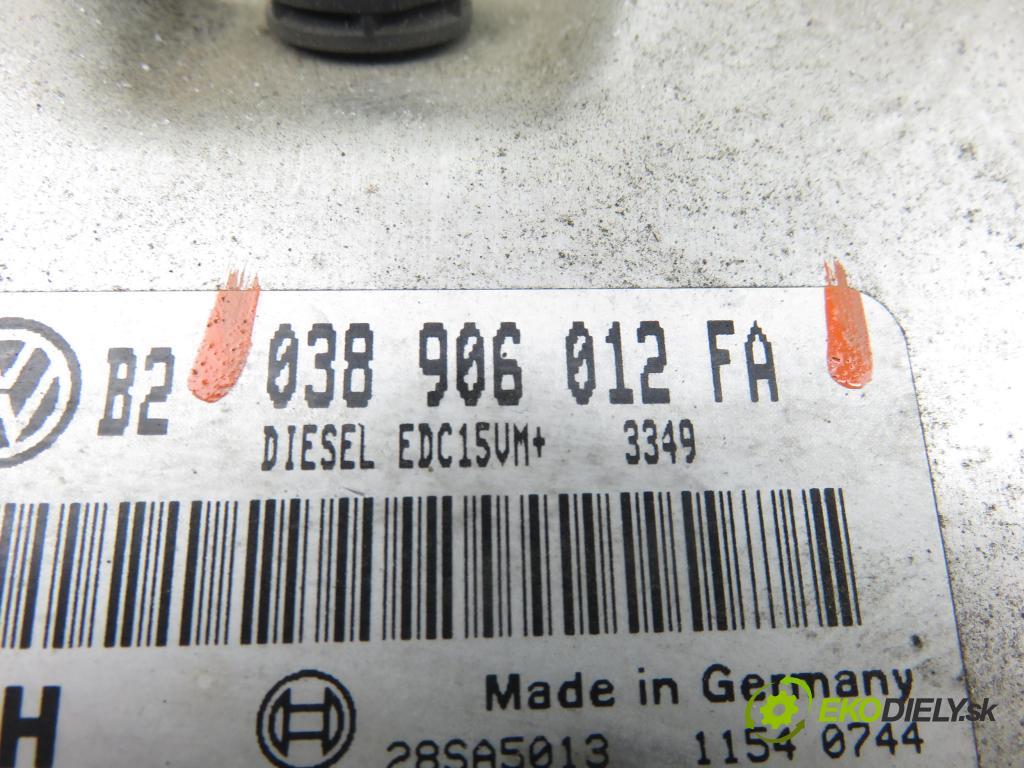 B2 038 906 012 FA
DIESEL EDC15VM+ 3349
H
Made in Germany
28SA5013 1154 0744
EKODIELY.sk